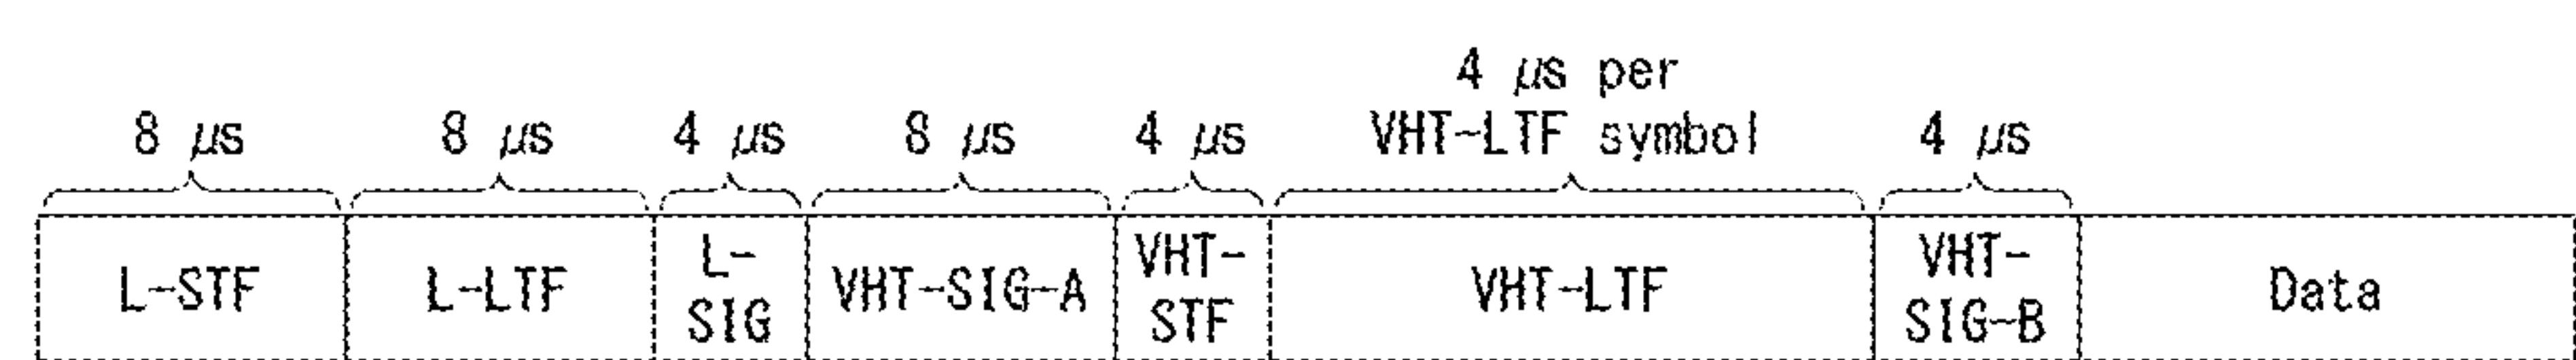 4 μs per
8 μs 8 μs 4 μs 8 μs 4 μs VHT-LTF symbol 4 μs
L-STF L-LTF L-SIG VHT-SIG-A VHT-STF VHT-LTF VHT-SIG-B Data